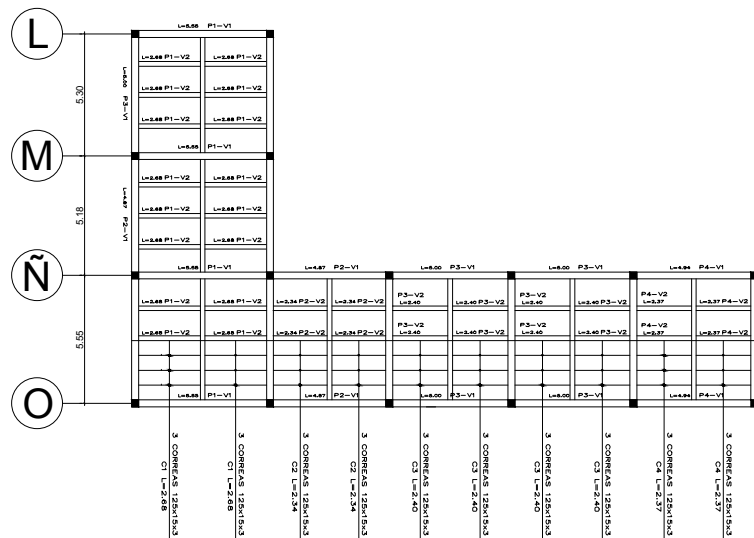 L
L=5.55 P1-V1
L=2.68 P1-V2 L=2.68 P1-V2
L=5.00 P3-V1
5.30
L=2.68 P1-V2 L=2.68 P1-V2
L=2.68 P1-V2 L=2.68 P1-V2
M
L=5.55 P1-V1
L=2.68 P1-V2 L=2.68 P1-V2
L=4.87 P2-V1
5.18
L=2.68 P1-V2 L=2.68 P1-V2
L=2.68 P1-V2 L=2.68 P1-V2
Ñ
L=5.55 P1-V1 L=4.87 P2-V1 L=5.00 P3-V1 L=5.00 P3-V1 L=4.94 P4-V1
L=2.68 P1-V2 L=2.68 P1-V2 L=2.34 P2-V2 L=2.34 P2-V2 P3-V2 L=2.40 L=2.40 P3-V2 P3-V2 L=2.40 L=2.40 P3-V2 P4-V2 L=2.37 L=2.37 P4-V2
5.55
L=2.68 P1-V2 L=2.68 P1-V2 L=2.34 P2-V2 L=2.34 P2-V2 P3-V2 L=2.40 L=2.40 P3-V2 P3-V2 L=2.40 L=2.40 P3-V2 P4-V2 L=2.37 L=2.37 P4-V2
O
L=5.55 P1-V1 L=4.87 P2-V1 L=5.00 P3-V1 L=5.00 P3-V1 L=4.94 P4-V1
3 CORREAS 125x15x3
C1 L=2.68
3 CORREAS 125x15x3
C1 L=2.68
3 CORREAS 125x15x3
C2 L=2.34
3 CORREAS 125x15x3
C2 L=2.34
3 CORREAS 125x15x3
C3 L=2.40
3 CORREAS 125x15x3
C3 L=2.40
3 CORREAS 125x15x3
C3 L=2.40
3 CORREAS 125x15x3
C3 L=2.40
3 CORREAS 125x15x3
C4 L=2.37
3 CORREAS 125x15x3
C4 L=2.37